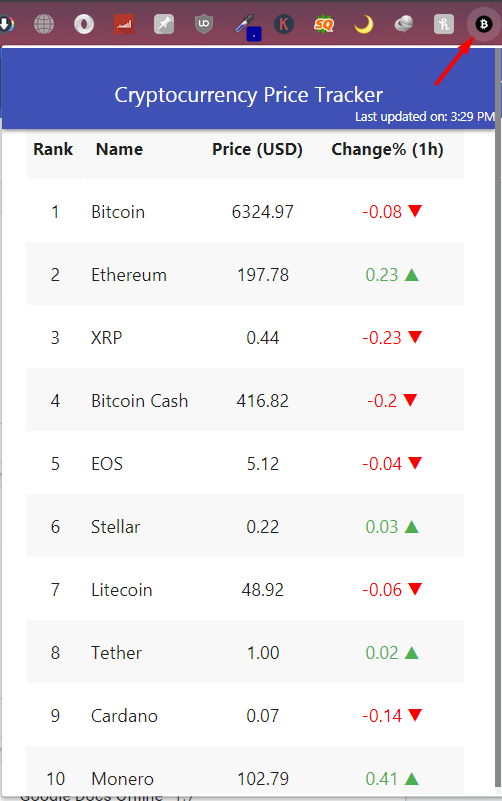 Cryptocurrency Price Tracker
Last updated on: 3:29 PM
Rank Name Price (USD) Change% (1h)
1 Bitcoin 6324.97 -0.08 ▼
2 Ethereum 197.78 0.23 ▲
3 XRP 0.44 -0.23 ▼
4 Bitcoin Cash 416.82 -0.2 ▼
5 EOS 5.12 -0.04 ▼
6 Stellar 0.22 0.03 ▲
7 Litecoin 48.92 -0.06 ▼
8 Tether 1.00 0.02 ▲
9 Cardano 0.07 -0.14 ▼
10 Monero 102.79 0.41 ▲
Google Docs Online